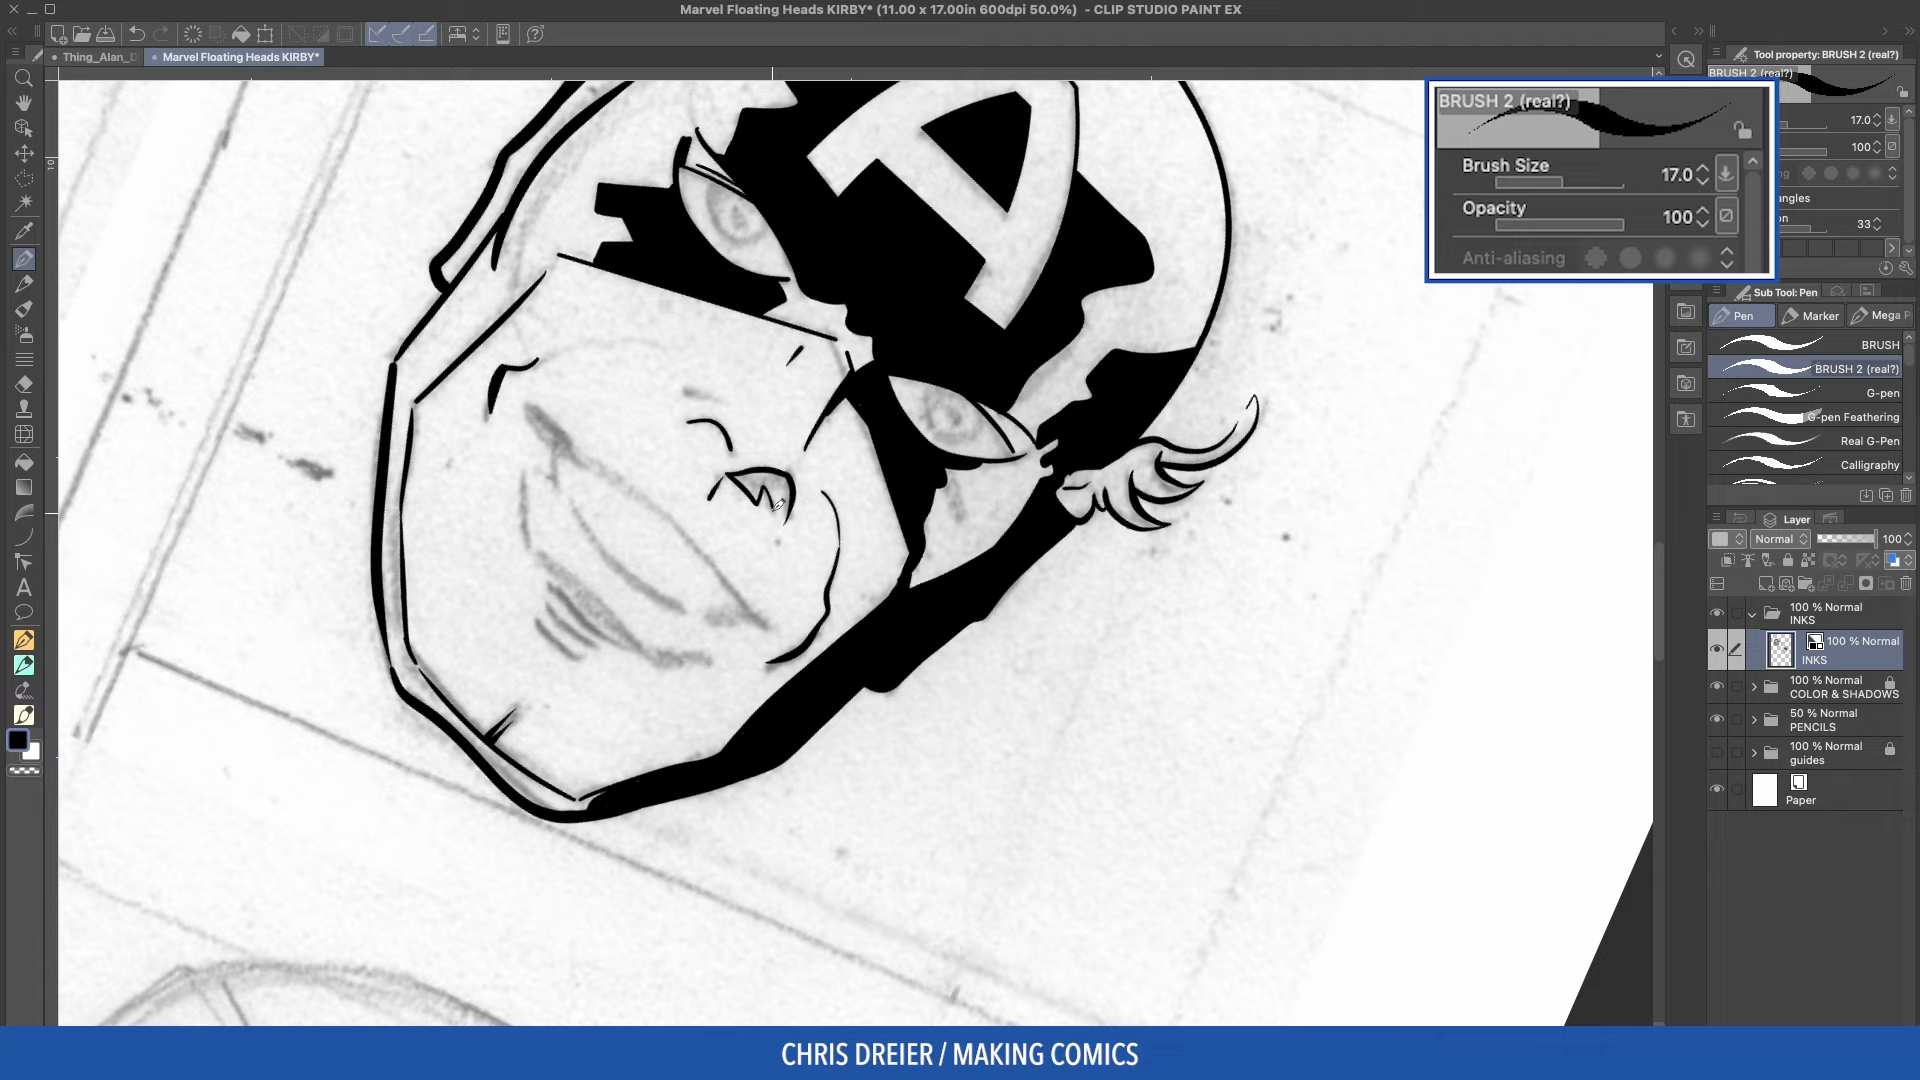 Marvel Floating Heads KIRBY* (11.00 x 17.00in 600dpi 50.0%) - CLIP STUDIO PAINT EX
Thing_Alan_D
Marvel Floating Heads KIRBY*
Tool property: BRUSH 2 (real?)
BRUSH 2 (real?)
17.0
100
angles
33
BRUSH 2 (real?)
Brush Size 17.0
Opacity 100
Anti-aliasing
A
Sub Tool: Pen
Pen Marker Mega P
BRUSH
BRUSH 2 (real?)
G-pen
G-pen Feathering
Real G-Pen
Calligraphy
Layer
Normal 100
100 % Normal
INKS
100 % Normal
INKS
100 % Normal
COLOR & SHADOWS
50 % Normal
PENCILS
100 % Normal
guides
Paper
CHRIS DREIER / MAKING COMICS